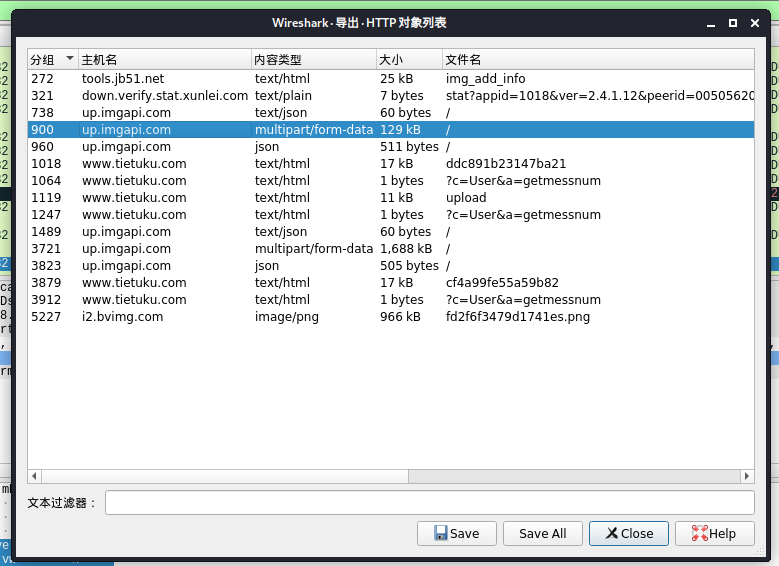 Wireshark · 导出 · HTTP 对象列表
分组 主机名 内容类型 大小 文件名
272 tools.jb51.net text/html 25 kB img_add_info
321 down.verify.stat.xunlei.com text/plain 7 bytes stat?appid=1018&ver=2.4.1.12&peerid=00505620
738 up.imgapi.com text/json 60 bytes /
900 up.imgapi.com multipart/form-data 129 kB /
960 up.imgapi.com json 511 bytes /
1018 www.tietuku.com text/html 17 kB ddc891b23147ba21
1064 www.tietuku.com text/html 1 bytes ?c=User&a=getmessnum
1119 www.tietuku.com text/html 11 kB upload
1247 www.tietuku.com text/html 1 bytes ?c=User&a=getmessnum
1489 up.imgapi.com text/json 60 bytes /
3721 up.imgapi.com multipart/form-data 1,688 kB /
3823 up.imgapi.com json 505 bytes /
3879 www.tietuku.com text/html 17 kB cf4a99fe55a59b82
3912 www.tietuku.com text/html 1 bytes ?c=User&a=getmessnum
5227 i2.bvimg.com image/png 966 kB fd2f6f3479d1741es.png
文本过滤器：
Save Save All Close Help